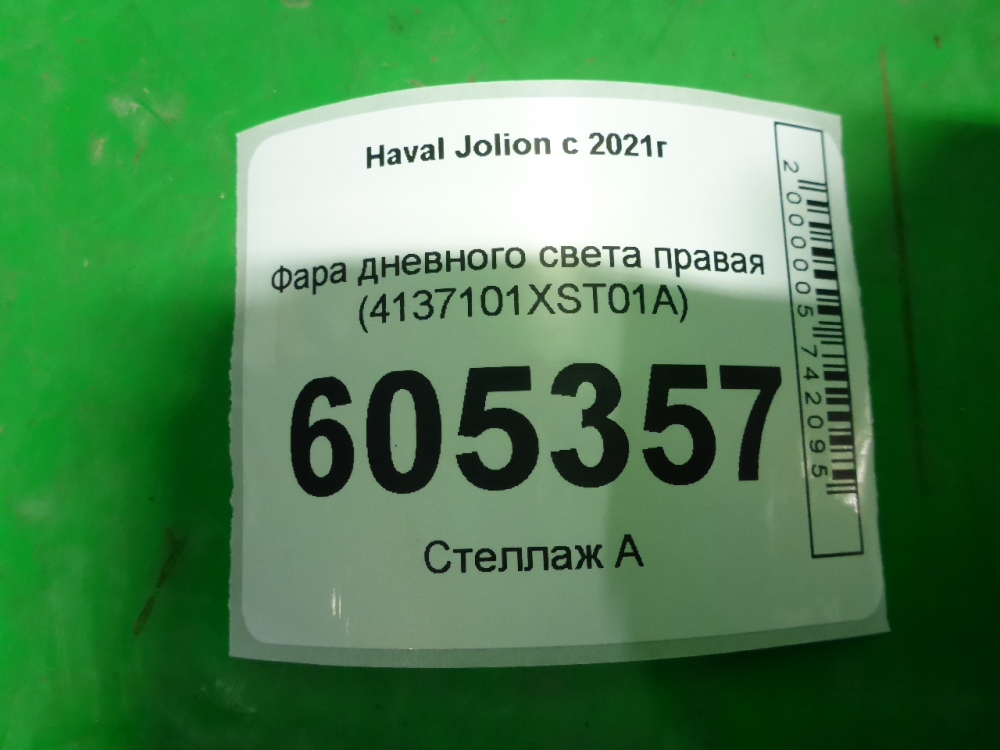 Haval Jolion с 2021г
Фара дневного света правая
(4137101XST01A)
605357
Стеллаж А
2000005742095